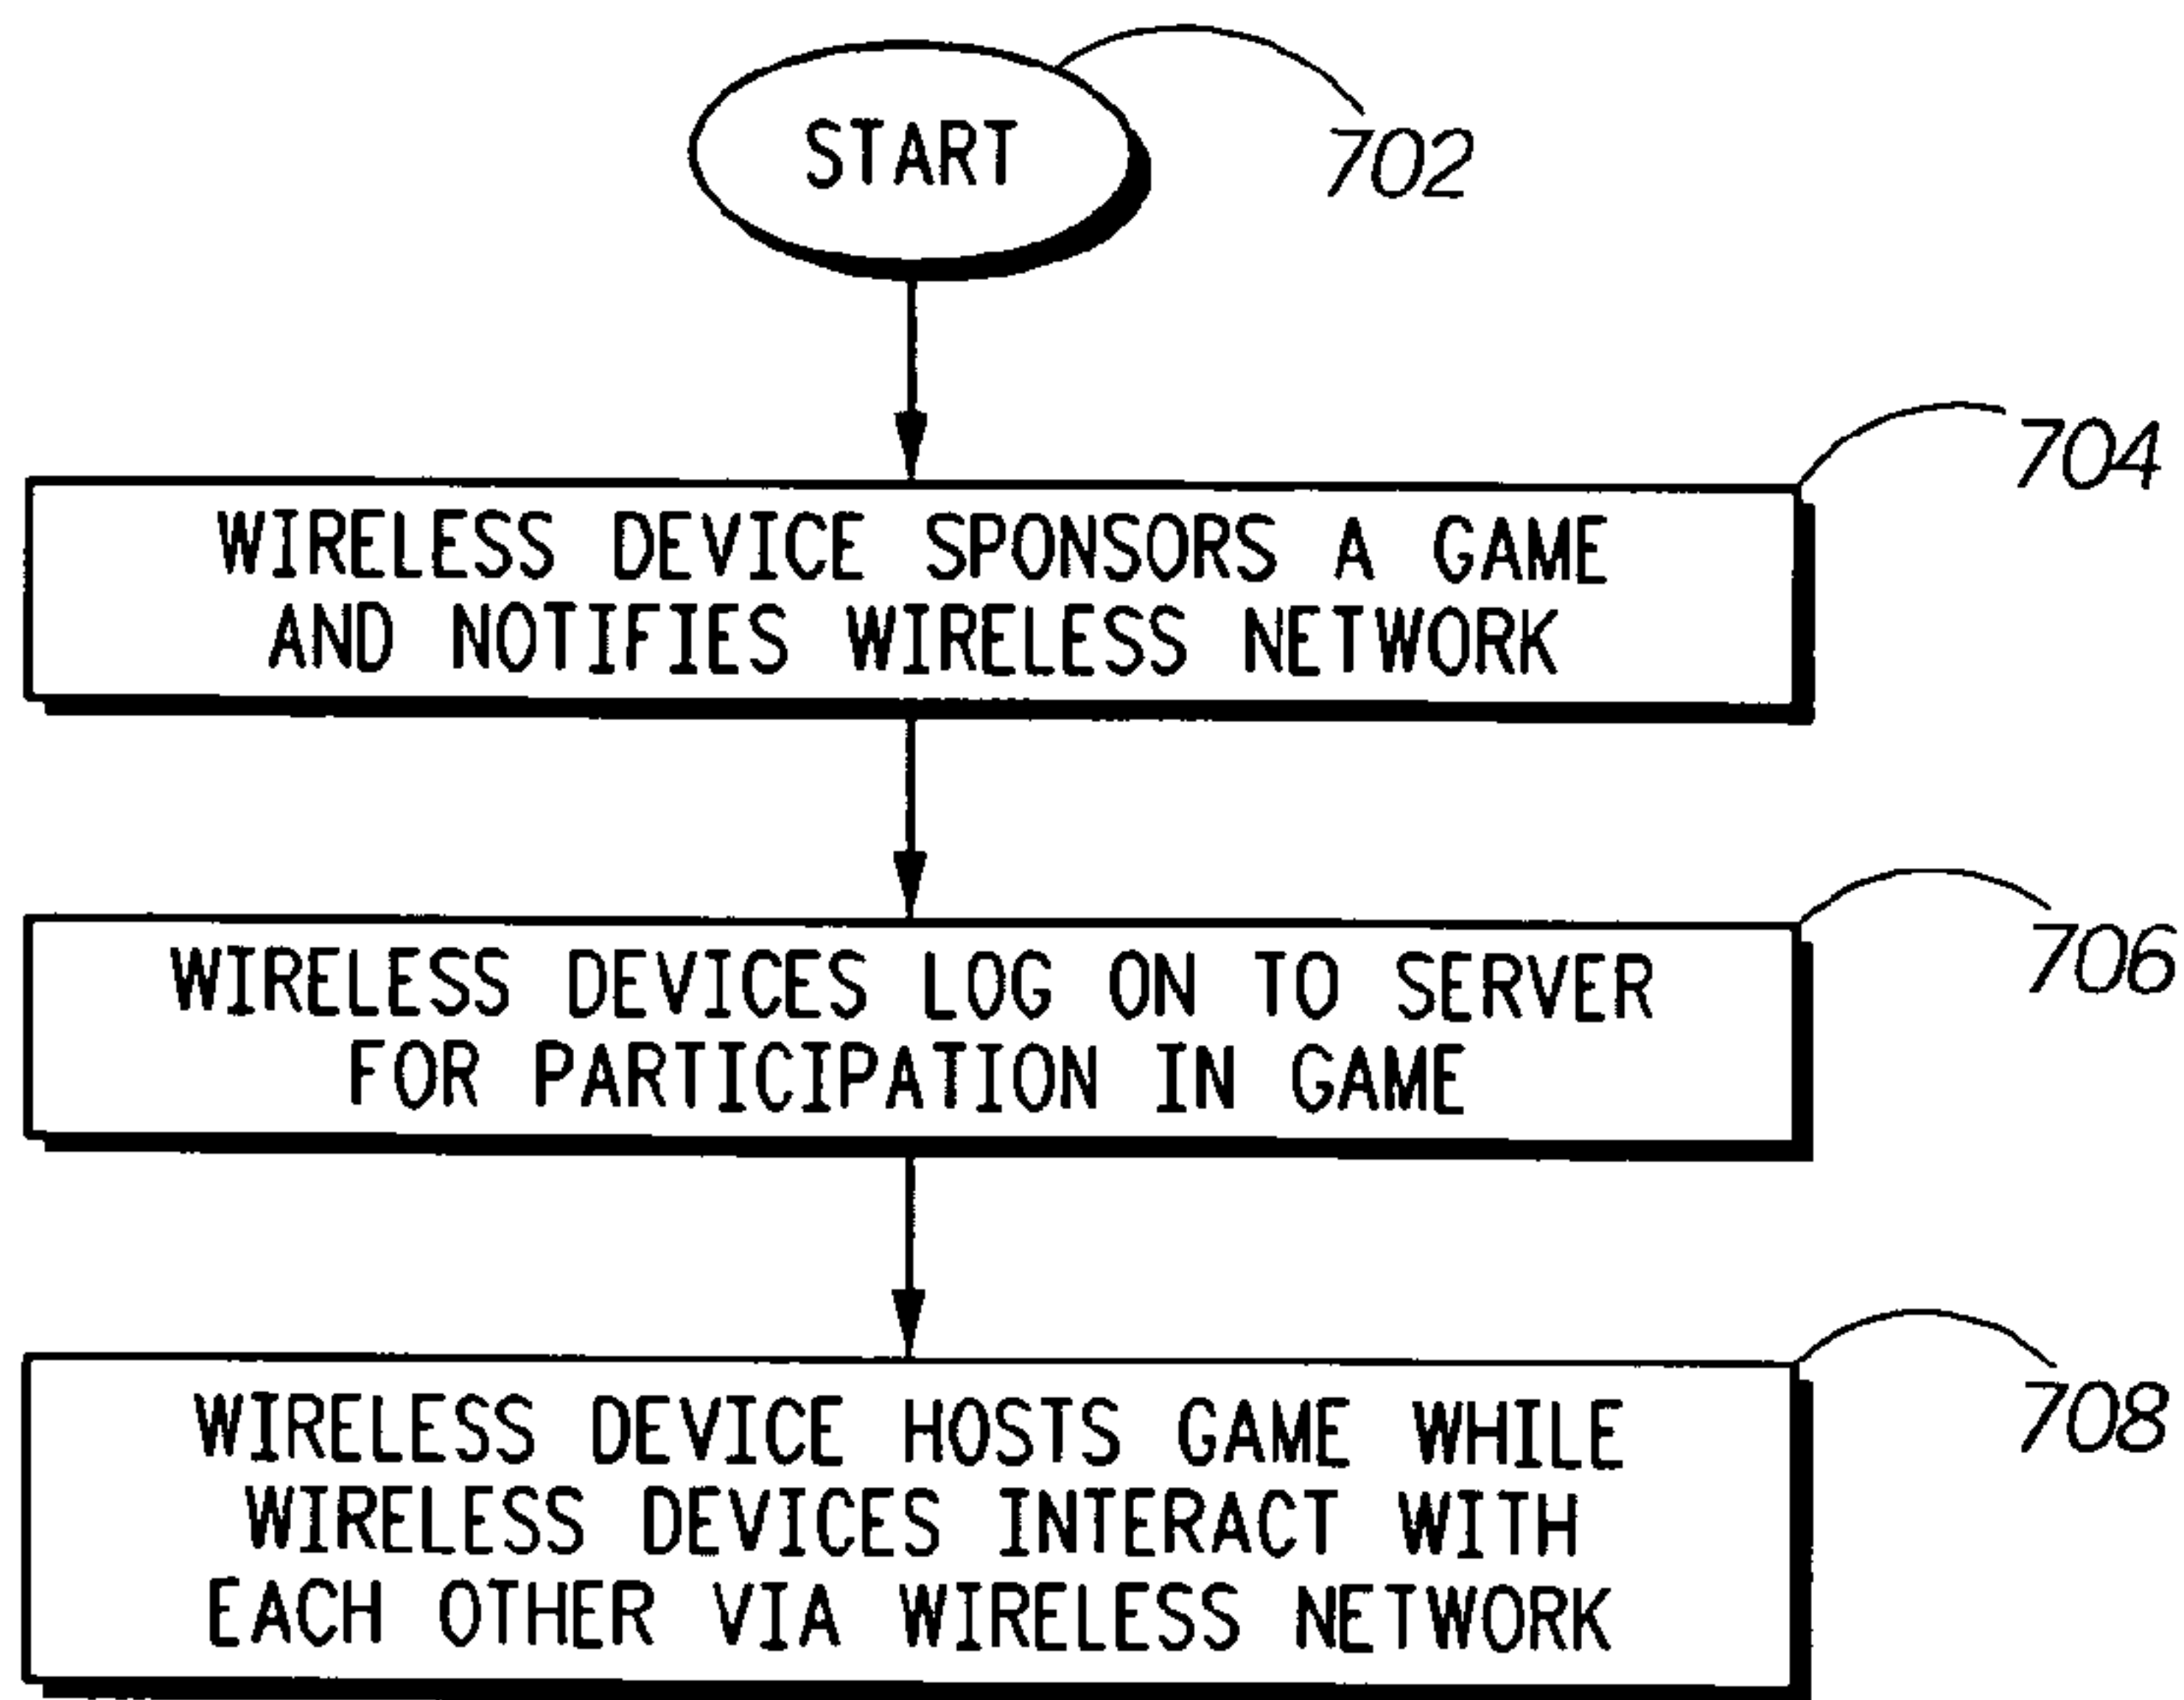 START
702
704
WIRELESS DEVICE SPONSORS A GAME
AND NOTIFIES WIRELESS NETWORK
706
WIRELESS DEVICES LOG ON TO SERVER
FOR PARTICIPATION IN GAME
708
WIRELESS DEVICE HOSTS GAME WHILE
WIRELESS DEVICES INTERACT WITH
EACH OTHER VIA WIRELESS NETWORK